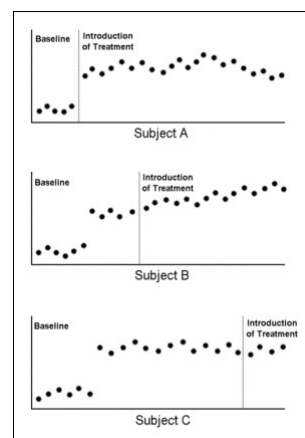 Baseline
Introduction
of Treatment
Subject A
Baseline
Introduction
of Treatment
Subject B
Baseline
Introduction
of Treatment
Subject C